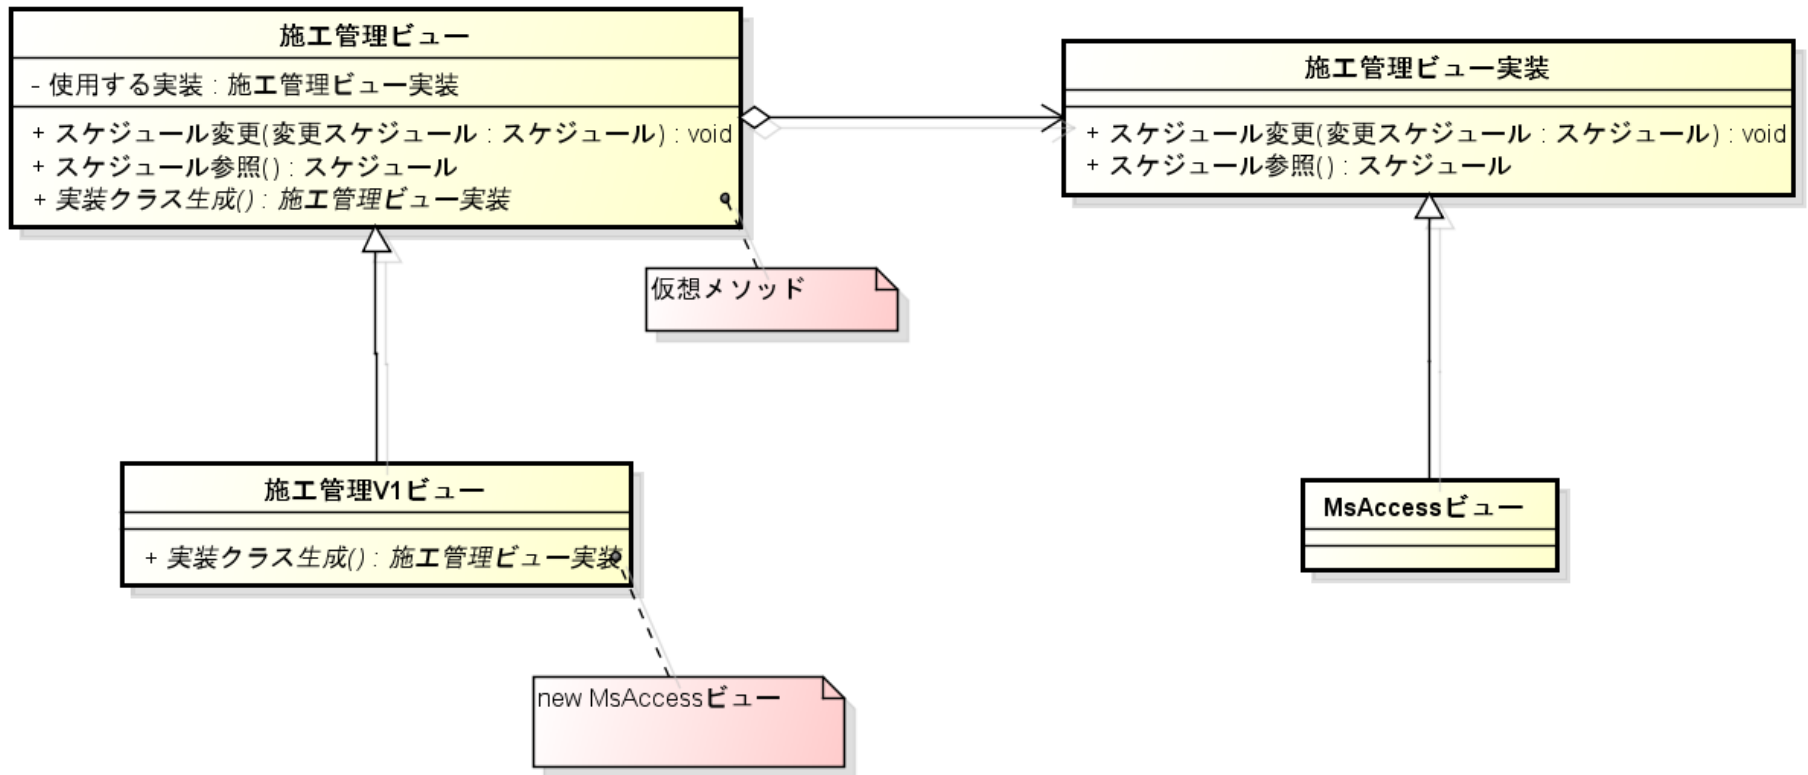 施工管理ビュー
- 使用する実装 : 施工管理ビュー実装
+ スケジュール変更(変更スケジュール : スケジュール) : void
+ スケジュール参照() : スケジュール
+ 実装クラス生成() : 施工管理ビュー実装
施工管理ビュー実装
+ スケジュール変更(変更スケジュール : スケジュール) : void
+ スケジュール参照() : スケジュール
仮想メソッド
施工管理V1ビュー
+ 実装クラス生成() : 施工管理ビュー実装
MsAccessビュー
new MsAccessビュー